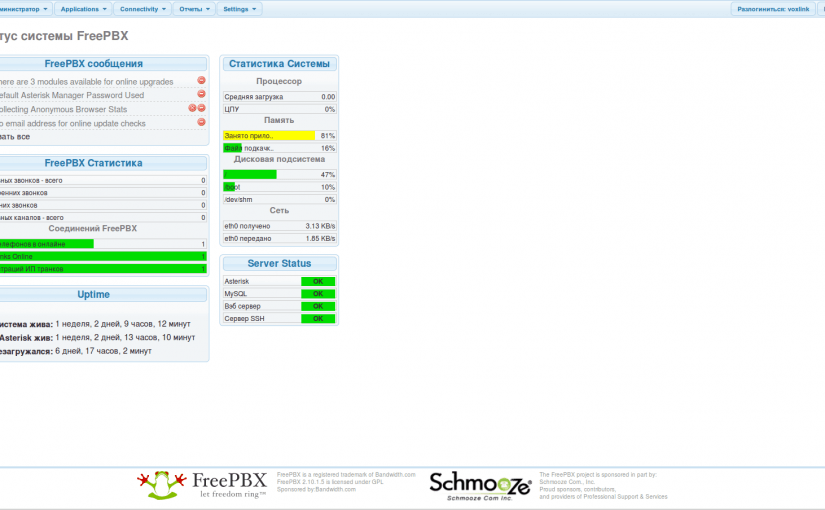 министратор Applications Connectivity Отчеты Settings Разлогиниться: voxlink
тус системы FreePBX
FreePBX сообщения
here are 3 modules available for online upgrades
efault Asterisk Manager Password Used
ollecting Anonymous Browser Stats
o email address for online update checks
ать все
FreePBX Статистика
ных звонков - всего 0
ренних звонков 0
них звонков 0
ных каналов - всего 0
Соединений FreePBX
елефонов в онлайне 1
nks Online 1
траций ИП транков 1
Uptime
истема жива: 1 неделя, 2 дней, 9 часов, 12 минут
Asterisk жив: 1 неделя, 2 дней, 13 часов, 10 минут
езагружался: 6 дней, 17 часов, 2 минут
Статистика Системы
Процессор
Средняя загрузка 0.00
ЦПУ 0%
Память
Занято прило.. 81%
Файл подкачк.. 16%
Дисковая подсистема
/ 47%
/boot 10%
/dev/shm 0%
Сеть
eth0 получено 3.13 KB/s
eth0 передано 1.85 KB/s
Server Status
Asterisk OK
MySQL OK
Вэб сервер OK
Сервер SSH OK
FreePBX
let freedom ring™
FreePBX is a registered trademark of Bandwidth.com
FreePBX 2.10.1.5 is licensed under GPL
Sponsored by:Bandwidth.com
Schmooze®
Schmooze Com Inc.
The FreePBX project is sponsored in part by:
Schmooze Com., Inc.
Proud sponsors, contributors,
and providers of Professional Support & Services